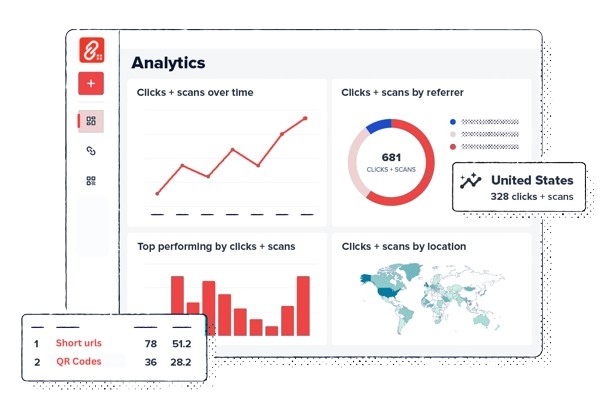 Analytics
Clicks + scans over time
Clicks + scans by referrer
681
CLICKS + SCANS
United States
328 clicks + scans
Top performing by clicks + scans
Clicks + scans by location
1 Short urls 78 51.2
2 QR Codes 36 28.2